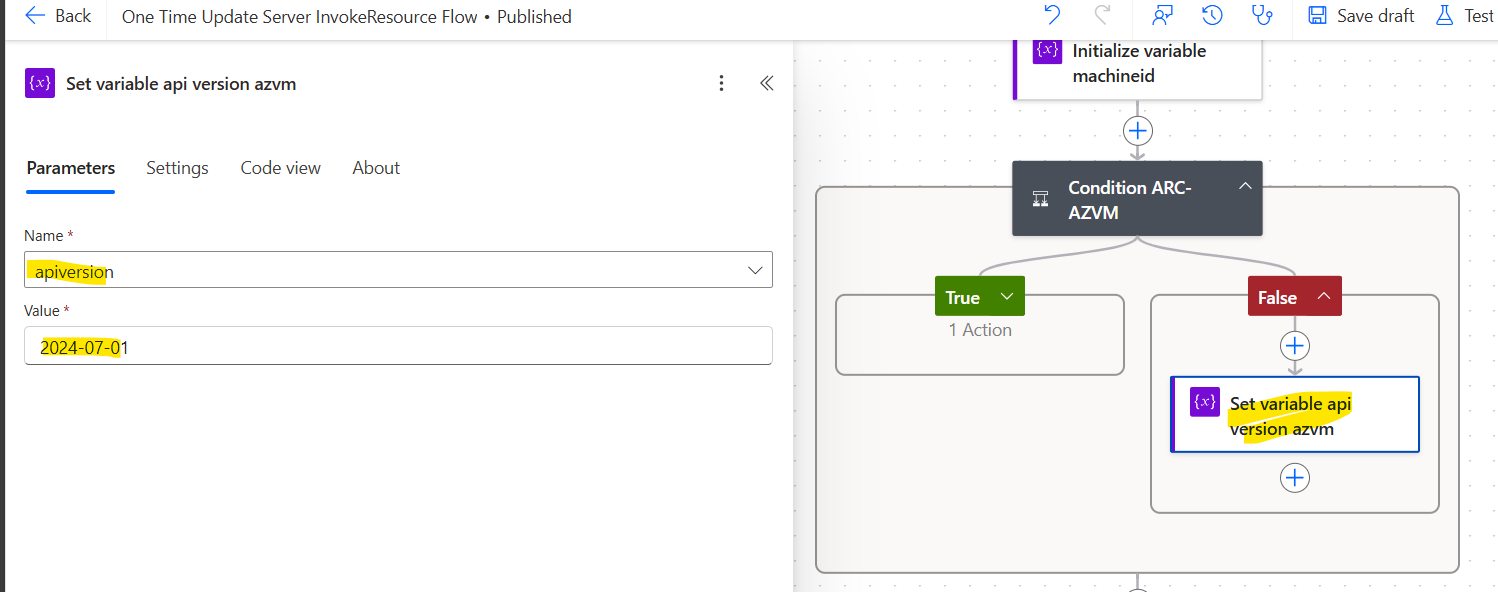 Back
One Time Update Server InvokeResource Flow • Published
Save draft
Test
{x} Set variable api version azvm
Parameters
Settings
Code view
About
Name *
apiversion
Value *
2024-07-01
{x} Initialize variable
machineid
Condition ARC-
AZVM
True
1 Action
False
{x} Set variable api
version azvm